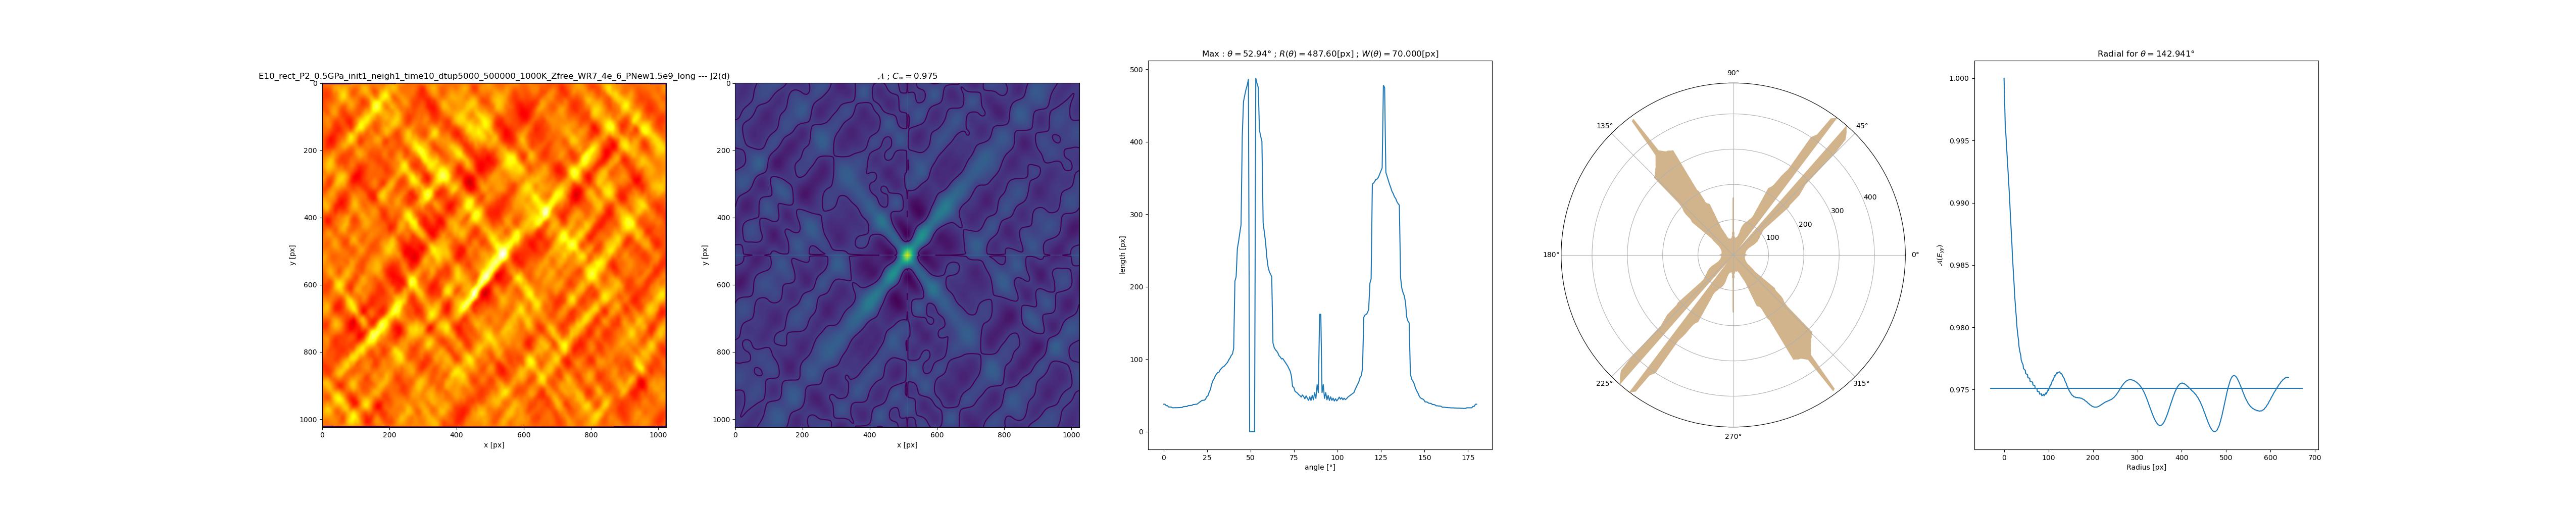 E10_rect_P2_0.5GPa_init1_neigh1_time10_dtup5000_500000_1000K_Zfree_WR7_4e_6_PNew1.5e9_long --- J2(d)
0
200
400
600
800
1000
y [px]
0 200 400 600 800 1000
x [px]
𝒜 ; C∞ = 0.975
0
200
400
600
800
1000
y [px]
0 200 400 600 800 1000
x [px]
Max : θ = 52.94° ; R(θ) = 487.60[px] ; W(θ) = 70.000[px]
500
400
300
200
100
0
length [px]
0 25 50 75 100 125 150 175
angle [°]
90°
135° 45°
400
300
200
100
180° 0°
225° 315°
270°
Radial for θ = 142.941°
1.000
0.995
0.990
0.985
0.980
0.975
𝒜(Eyy)
0 100 200 300 400 500 600 700
Radius [px]